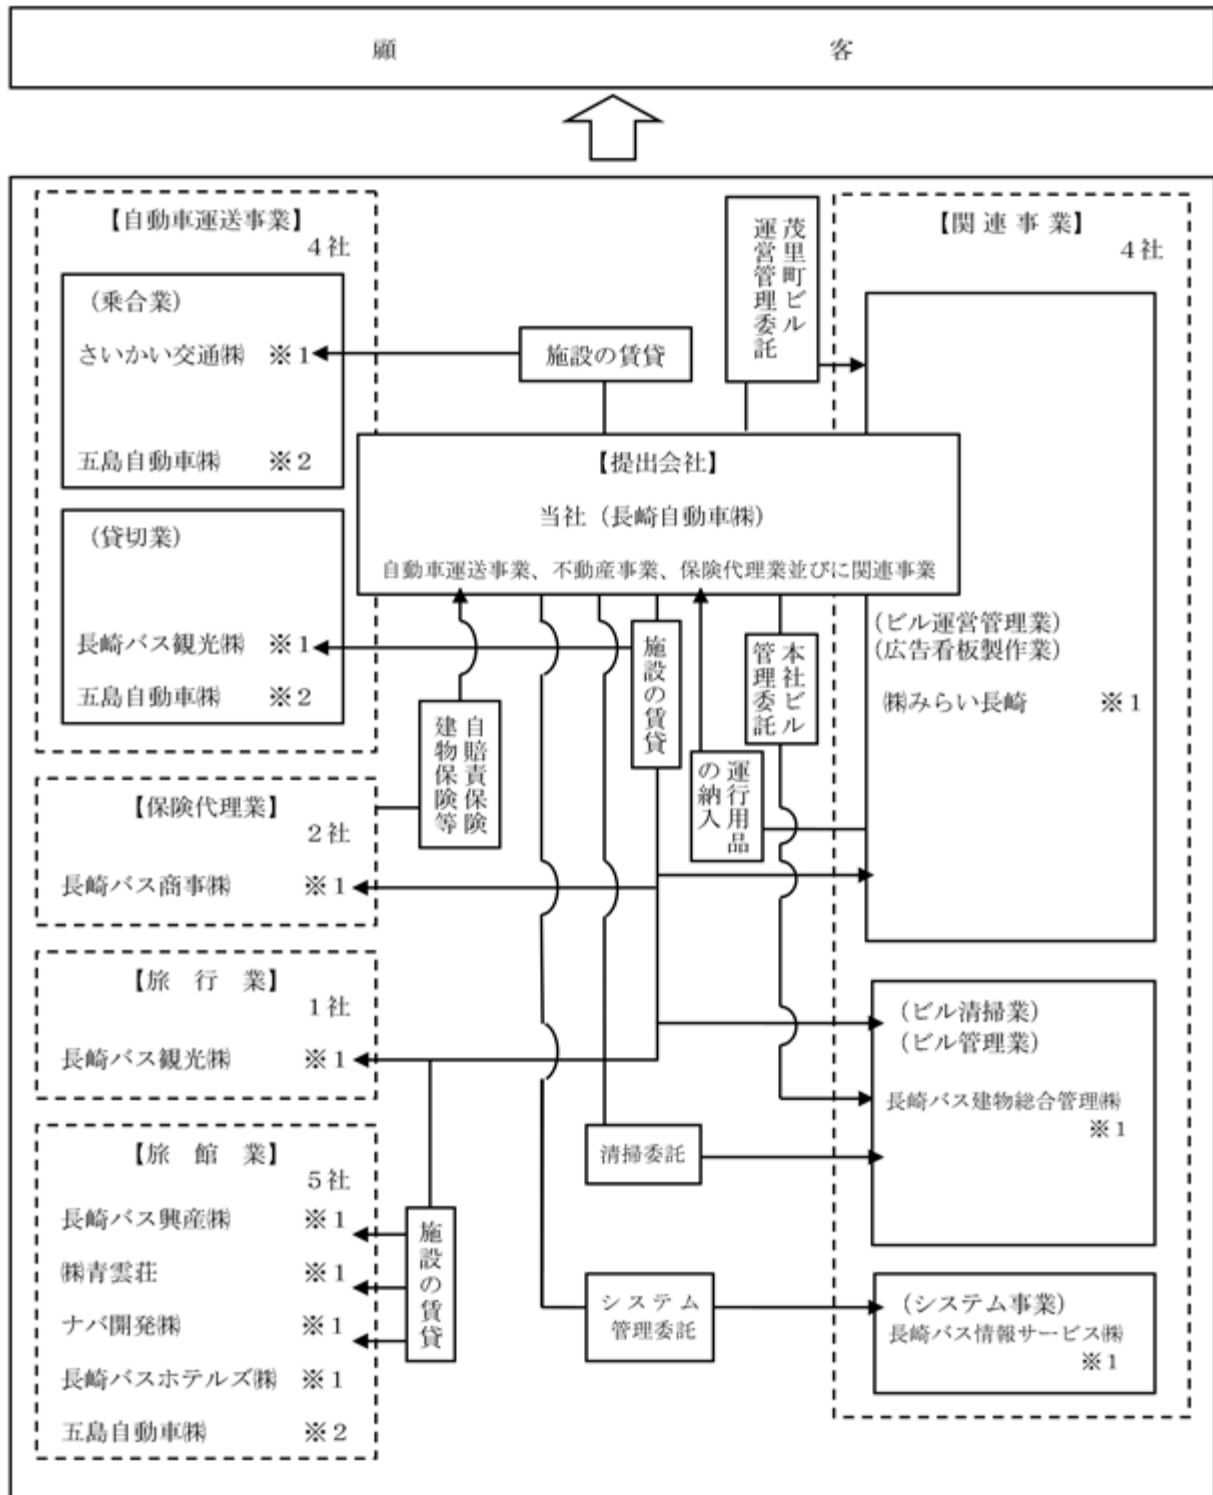 顧 客
【自動車運送事業】
4社
(乗合業)
さいかい交通㈱ ※1
五島自動車㈱ ※2
(貸切業)
長崎バス観光㈱ ※1
五島自動車㈱ ※2
【保険代理業】
2社
長崎バス商事㈱ ※1
【旅 行 業】
1社
長崎バス観光㈱ ※1
【旅 館 業】
5社
長崎バス興産㈱ ※1
㈱青雲荘 ※1
ナバ開発㈱ ※1
長崎バスホテルズ㈱ ※1
五島自動車㈱ ※2
施設の賃貸
茂里町ビル
運営管理委託
【提出会社】
当社(長崎自動車㈱)
自動車運送事業、不動産事業、保険代理業並びに関連事業
自賠責保険
建物保険等
施設の賃貸
運行用品
の納入
本社ビル
管理委託
清掃委託
施設の賃貸
システム
管理委託
【関 連 事 業】
4社
(ビル運営管理業)
(広告看板製作業)
㈱みらい長崎 ※1
(ビル清掃業)
(ビル管理業)
長崎バス建物総合管理㈱
※1
(システム事業)
長崎バス情報サービス㈱
※1